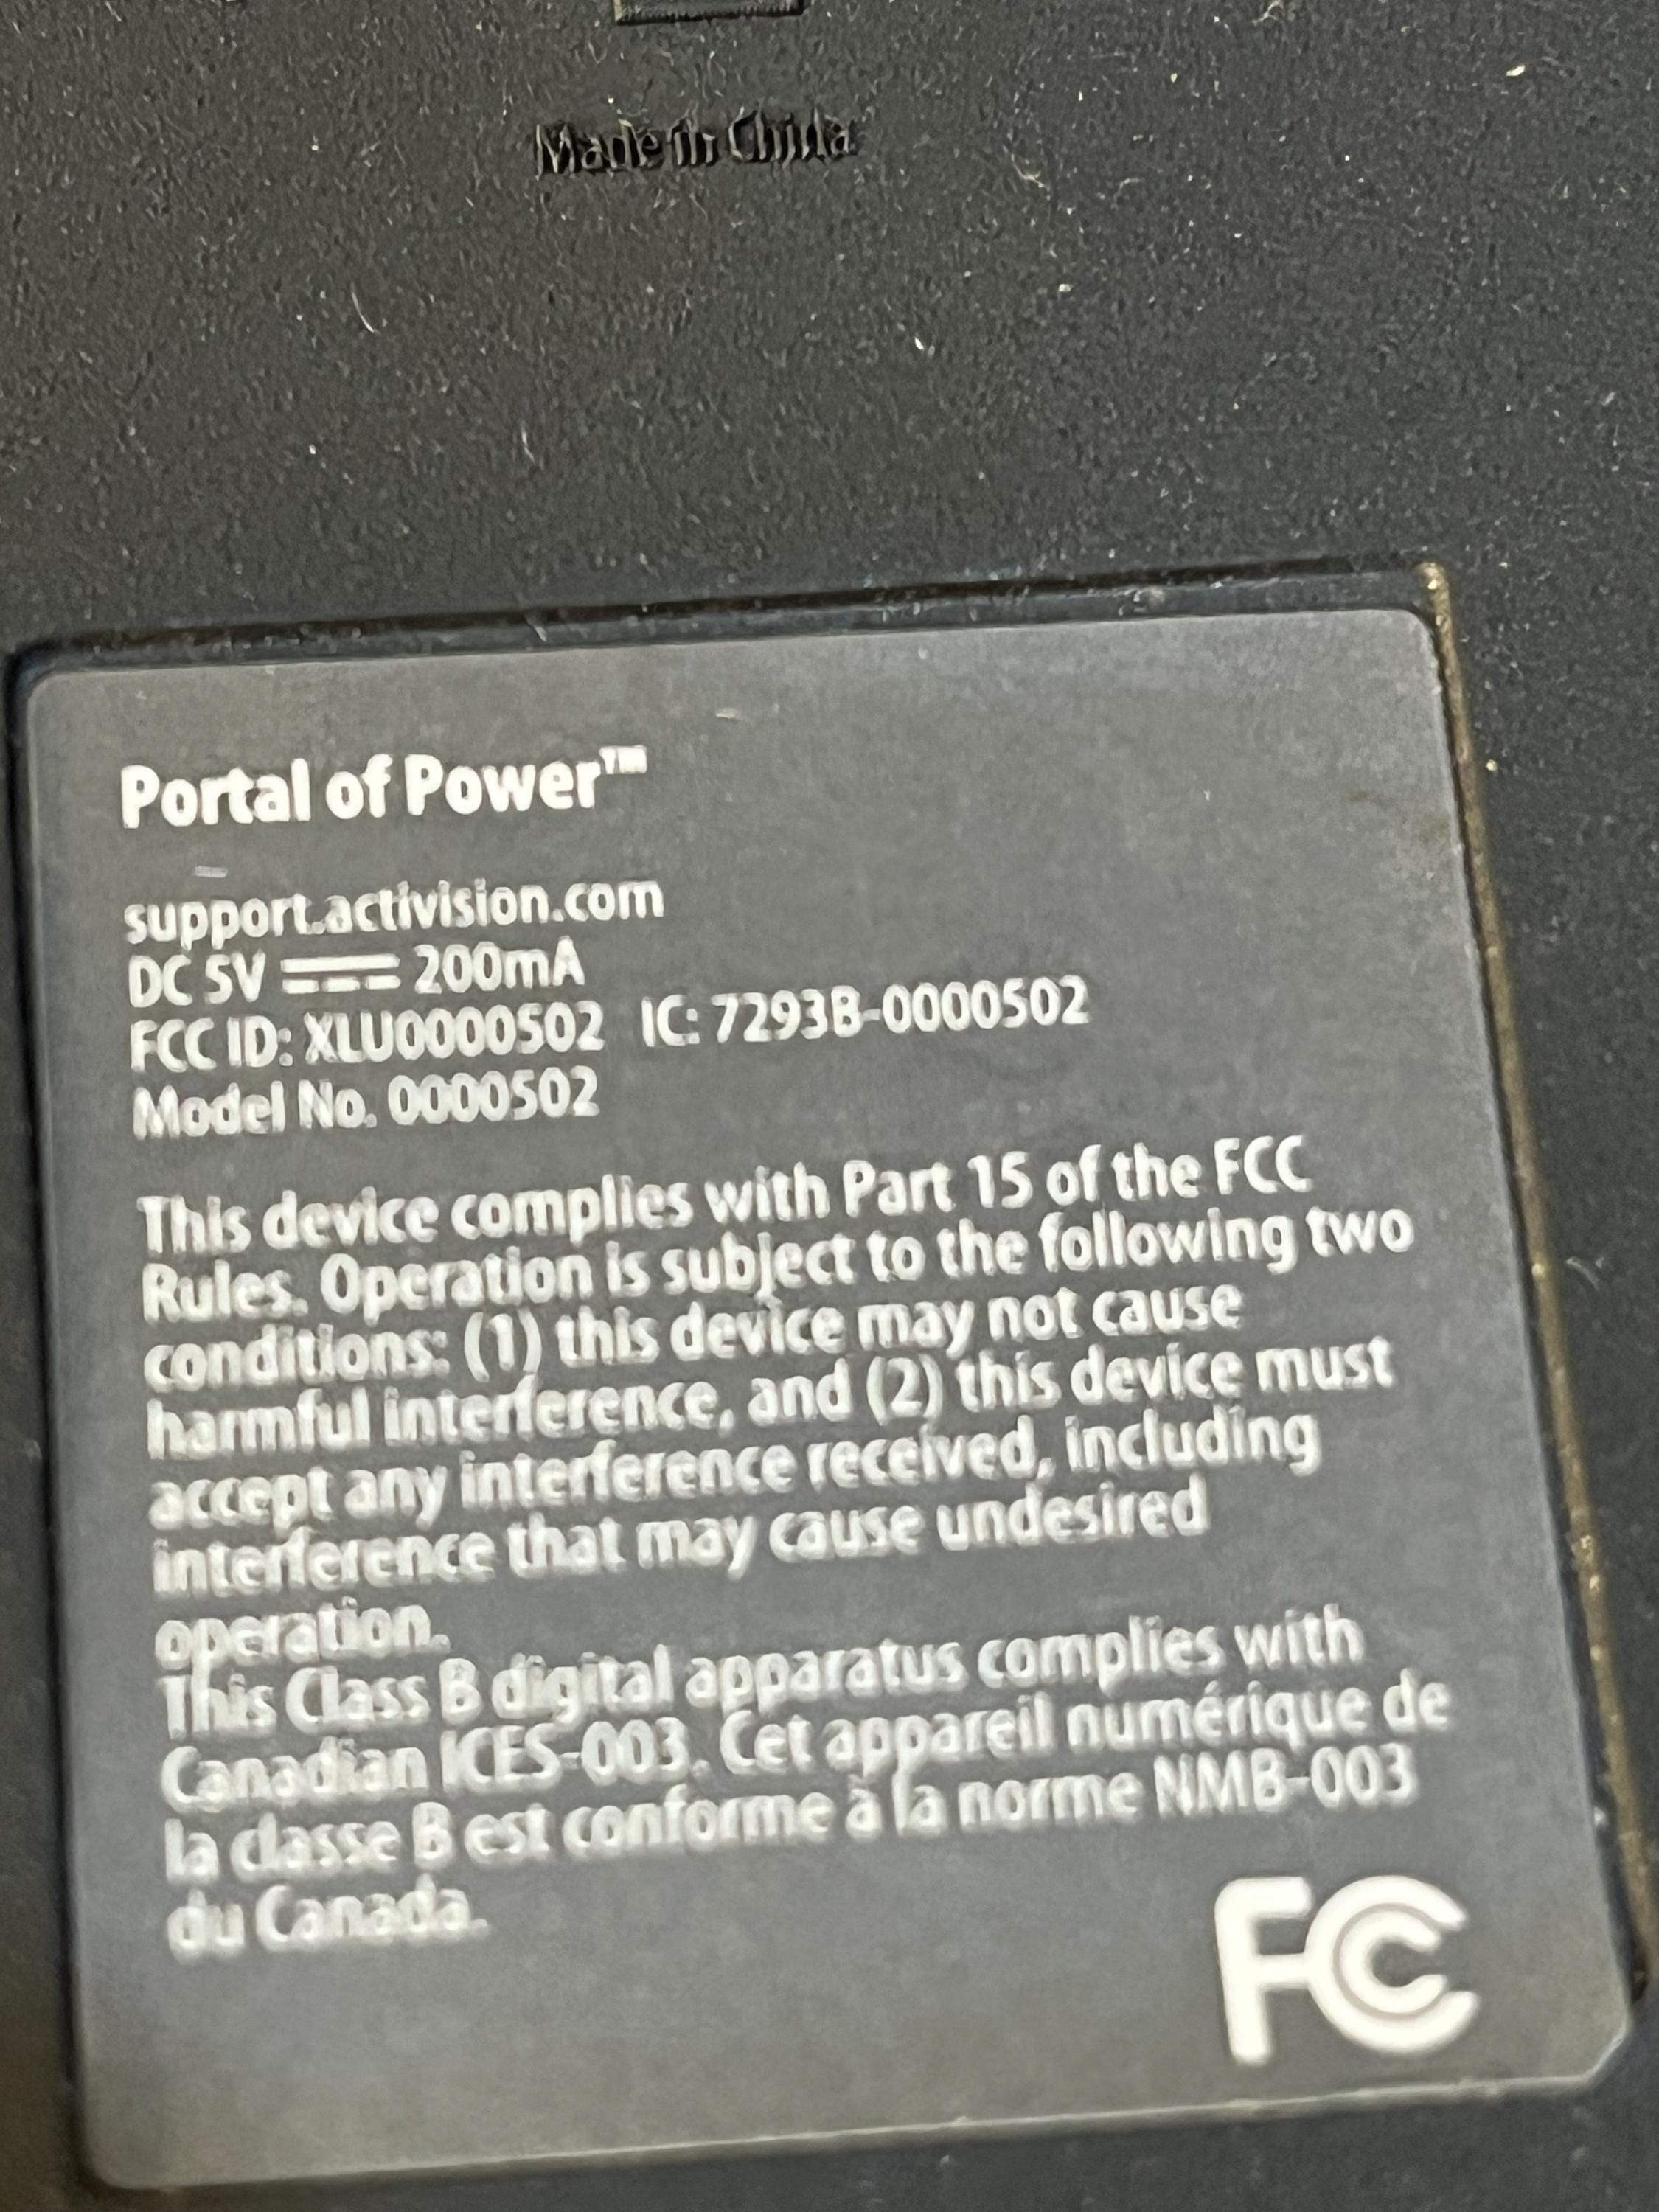 Made in China
Portal of Power™
support.activision.com
DC 5V ⎓ 200mA
FCC ID: XLU0000502 IC: 7293B-0000502
Model No. 0000502
This device complies with Part 15 of the FCC
Rules. Operation is subject to the following two
conditions: (1) this device may not cause
harmful interference, and (2) this device must
accept any interference received, including
interference that may cause undesired
operation.
This Class B digital apparatus complies with
Canadian ICES-003. Cet appareil numérique de
la classe B est conforme à la norme NMB-003
du Canada.
FC